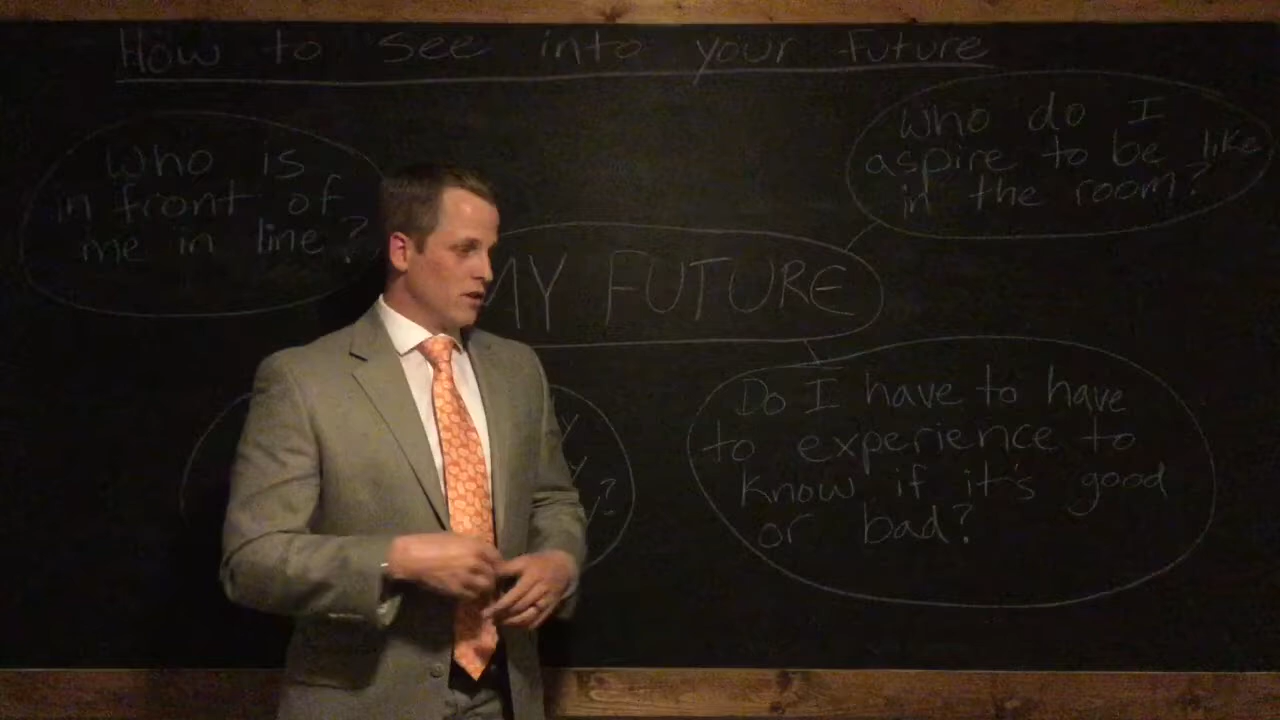 How to see into your future
Who is
in front of
me in line?
Who do I
aspire to be like
in the room?
MY FUTURE
Do I have to have
to experience to
know if it's good
or bad?